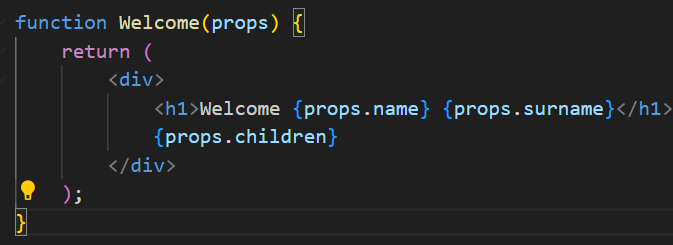 function Welcome(props) {
    return (
        <div>
            <h1>Welcome {props.name} {props.surname}</h1>
            {props.children}
        </div>
    );
}